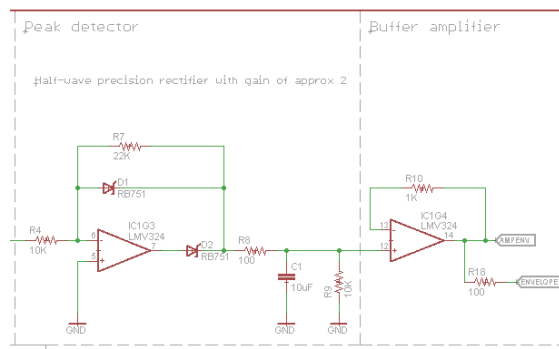 Peak detector
Buffer amplifier
Half-wave precision rectifier with gain of approx 2
R7
22K
D1
RB751
R4
10K
IC1G3
LMV324
6
5
7
D2
RB751
R8
100
C1
10uF
R9
10K
R10
1K
IC1G4
LMV324
13
12
14
AMPENV
R18
100
ENVELOPE
GND
GND
GND